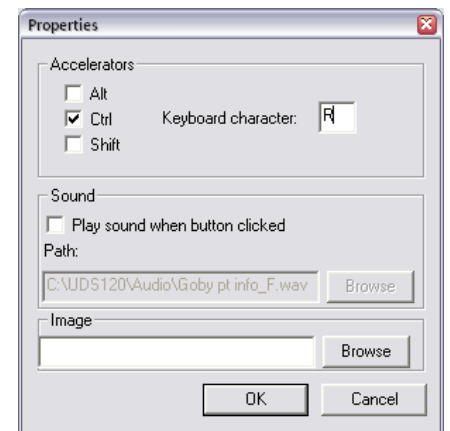 Properties
Accelerators
Alt
Ctrl Keyboard character: R
Shift
Sound
Play sound when button clicked
Path:
C:\UDS120\Audio\Goby pt info_F.wav Browse
Image
Browse
OK Cancel